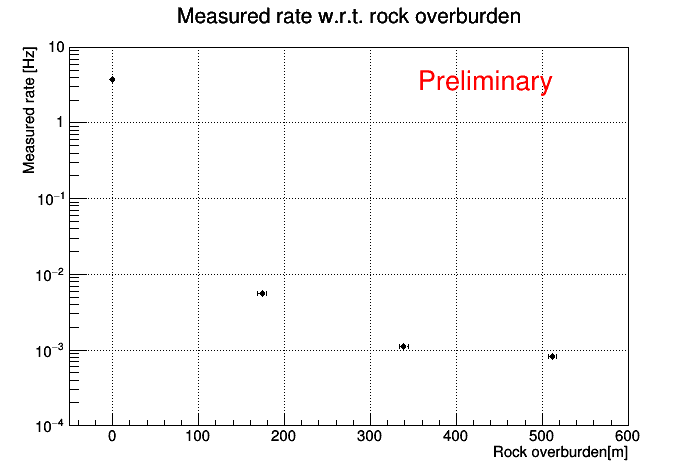 Measured rate w.r.t. rock overburden
Measured rate [Hz]
Preliminary
10
1
10⁻¹
10⁻²
10⁻³
10⁻⁴
0 100 200 300 400 500 600
Rock overburden[m]